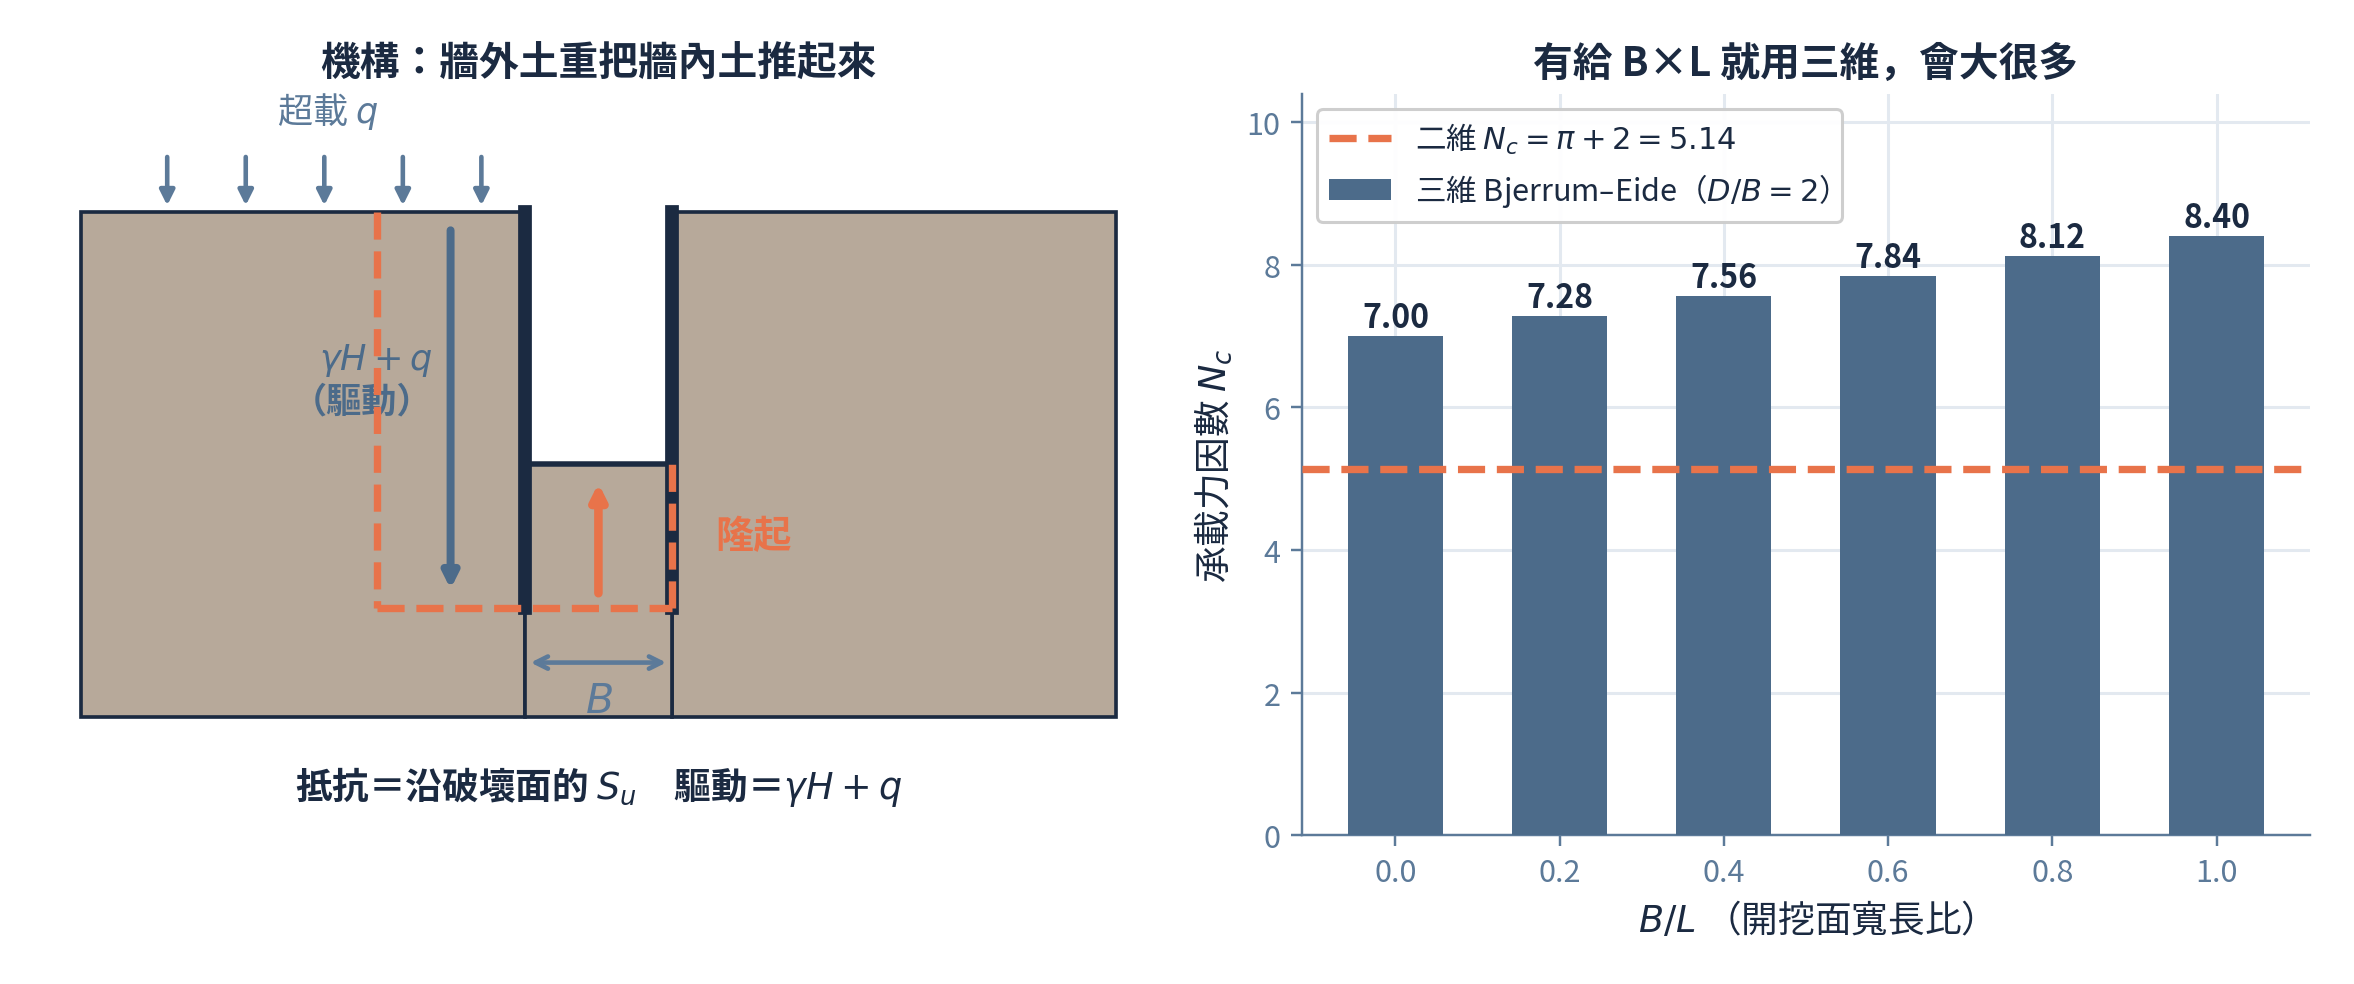 機構：牆外土重把牆內土推起來
超載 q
γH + q
（驅動）
隆起
B
抵抗＝沿破壞面的 S_u　驅動＝γH + q
有給 B×L 就用三維，會大很多
二維 N_c = π + 2 = 5.14
三維 Bjerrum–Eide（D/B = 2）
承載力因數 N_c
10
8
6
4
2
0
7.00
7.28
7.56
7.84
8.12
8.40
0.0 0.2 0.4 0.6 0.8 1.0
B/L （開挖面寬長比）